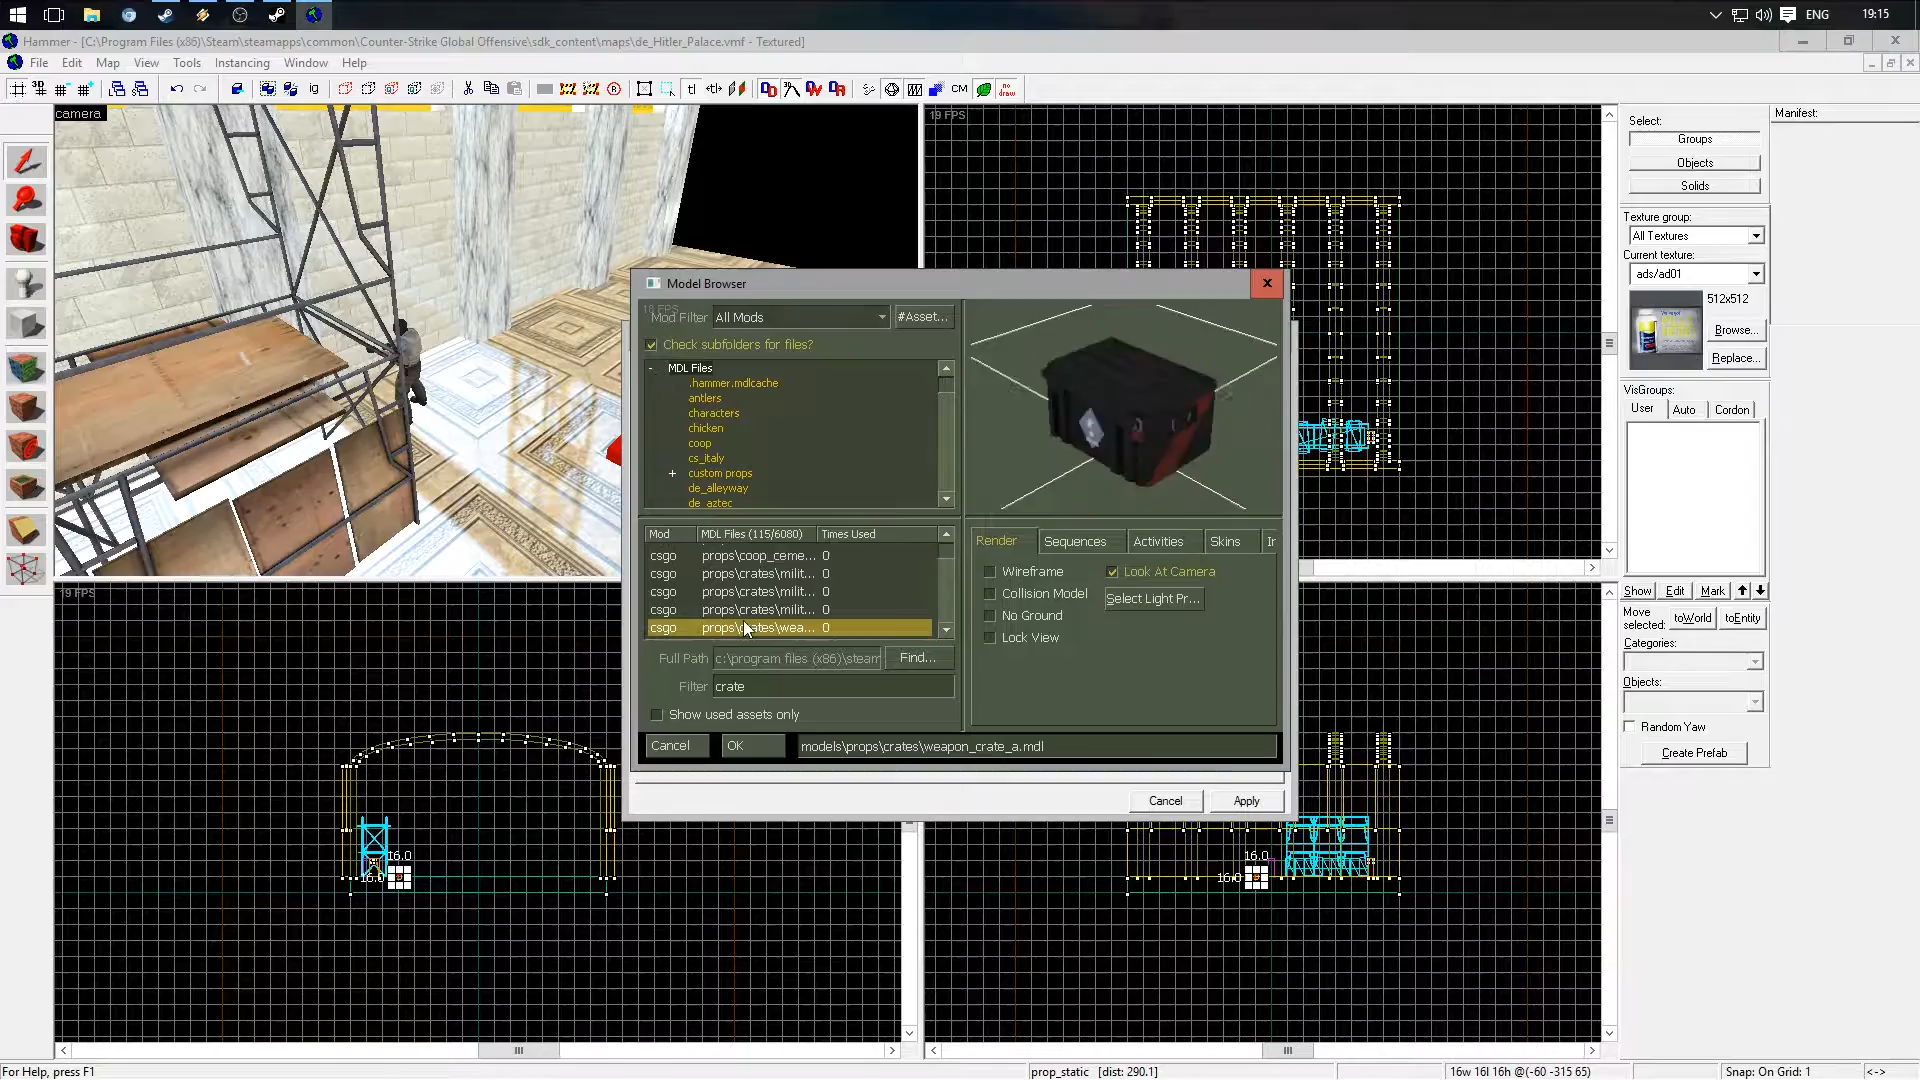 ENG
19:15
Hammer - [C:\Program Files (x86)\Steam\steamapps\common\Counter-Strike Global Offensive\sdk_content\maps\de_Hitler_Palace.vmf - Textured]
File Edit Map View Tools Instancing Window Help
camera
19 FPS
19 FPS
Select:
Groups
Objects
Solids
Texture group:
All Textures
Current texture:
ads/ad01
512x512
Browse...
Replace...
VisGroups:
User Auto Cordon
Show Edit Mark
Move selected:
toWorld toEntity
Categories:
Objects:
Random Yaw
Create Prefab
Manifest:
Model Browser
Mod Filter All Mods #Asset...
Check subfolders for files?
- MDL Files
.hammer.mdlcache
antlers
characters
chicken
coop
cs_italy
+ custom props
de_alleyway
de_aztec
Mod MDL Files (115/6080) Times Used
csgo props\coop_ceme... 0
csgo props\crates\milit... 0
csgo props\crates\milit... 0
csgo props\crates\milit... 0
csgo props\crates\wea... 0
Full Path c:\program files (x86)\steam Find...
Filter crate
Show used assets only
Cancel OK models\props\crates\weapon_crate_a.mdl
Render Sequences Activities Skins
Wireframe Look At Camera
Collision Model Select Light Pr...
No Ground
Lock View
Cancel Apply
16.0
16.0
16.0
16.0
For Help, press F1
prop_static [dist: 290.1]
16w 16l 16h @(-60 -315 65)
Snap: On Grid: 1
<->